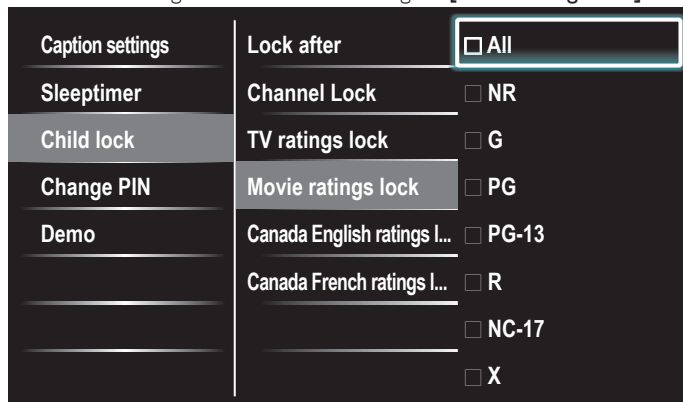 Caption settings
Sleeptimer
Child lock
Change PIN
Demo
Lock after
Channel Lock
TV ratings lock
Movie ratings lock
Canada English ratings l...
Canada French ratings l...
All
NR
G
PG
PG-13
R
NC-17
X